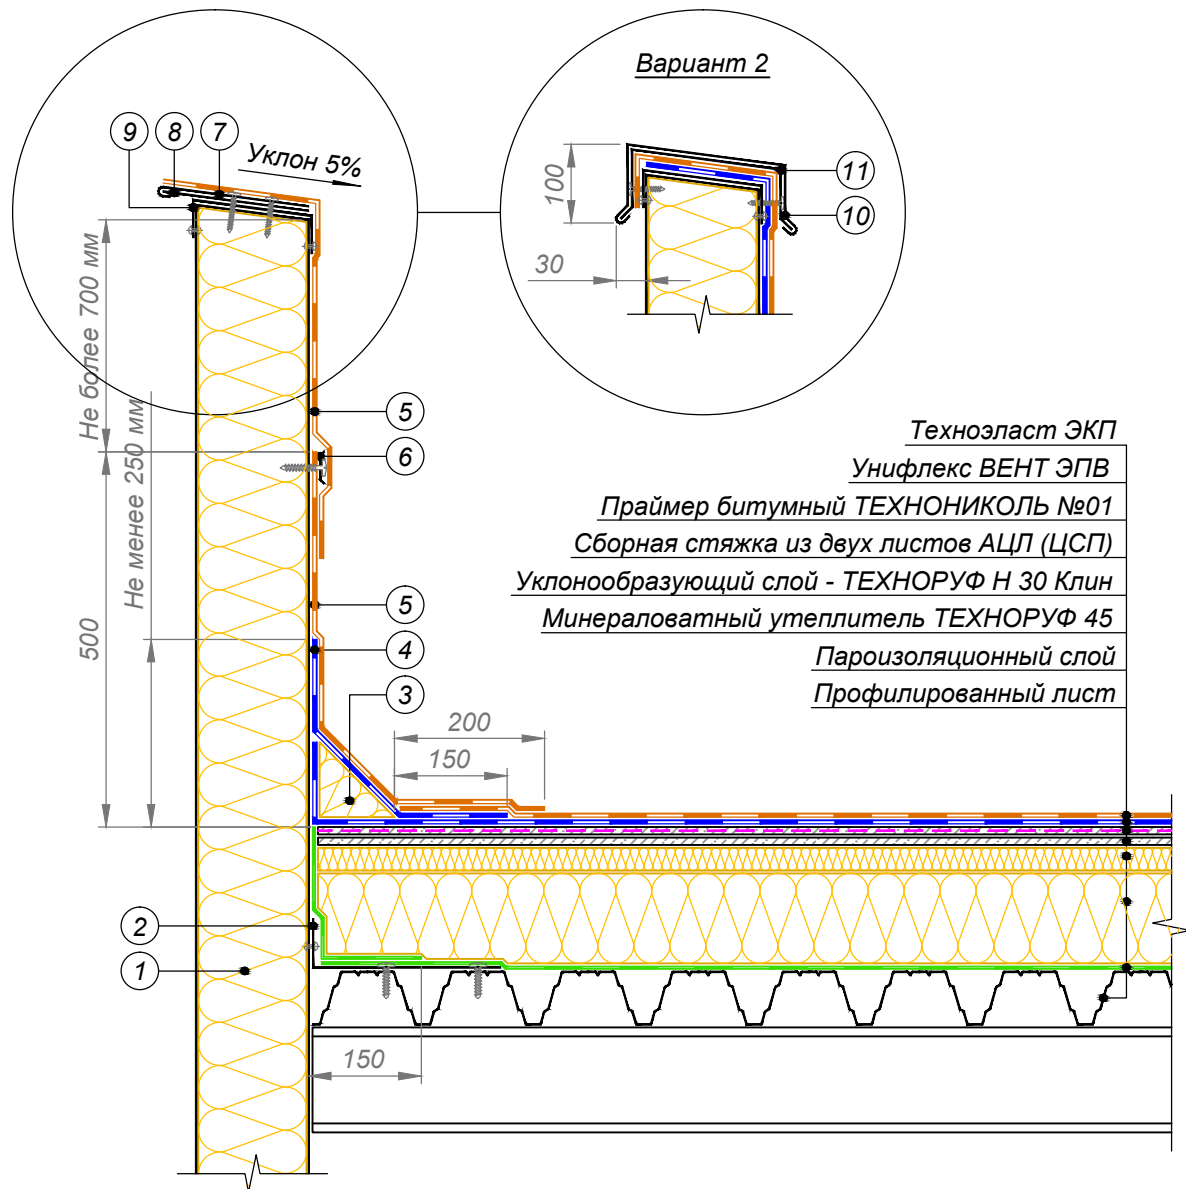 Вариант 2
9
8
7
Уклон 5%
100
11
10
30
Не более 700 мм
5
6
Не менее 250 мм
500
5
4
3
Техноэласт ЭКП
Унифлекс ВЕНТ ЭПВ
Праймер битумный ТЕХНОНИКОЛЬ №01
Сборная стяжка из двух листов АЦЛ (ЦСП)
Уклонообразующий слой - ТЕХНОРУФ Н 30 Клин
Минераловатный утеплитель ТЕХНОРУФ 45
Пароизоляционный слой
Профилированный лист
200
150
2
1
150